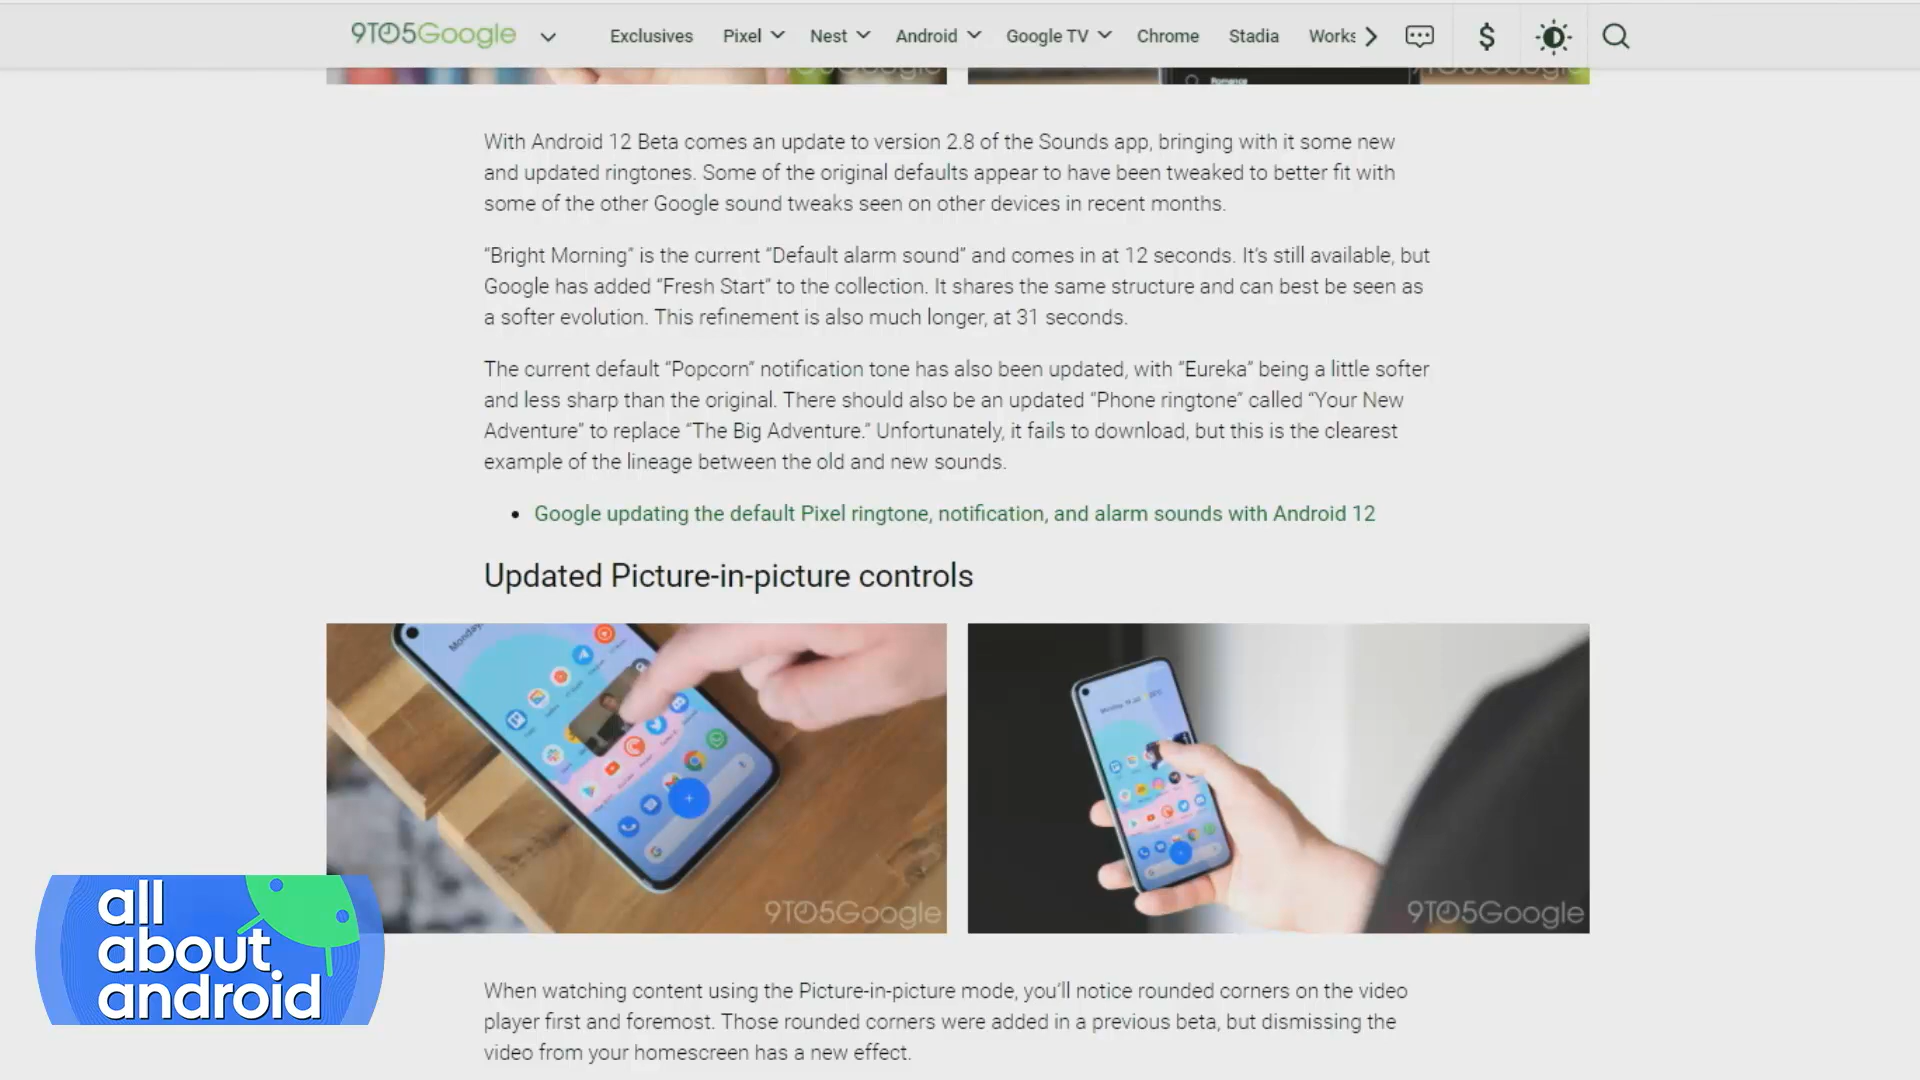 9TO5Google
Exclusives Pixel Nest Android Google TV Chrome Stadia Works
Romance
With Android 12 Beta comes an update to version 2.8 of the Sounds app, bringing with it some new
and updated ringtones. Some of the original defaults appear to have been tweaked to better fit with
some of the other Google sound tweaks seen on other devices in recent months.
“Bright Morning” is the current “Default alarm sound” and comes in at 12 seconds. It’s still available, but
Google has added “Fresh Start” to the collection. It shares the same structure and can best be seen as
a softer evolution. This refinement is also much longer, at 31 seconds.
The current default “Popcorn” notification tone has also been updated, with “Eureka” being a little softer
and less sharp than the original. There should also be an updated “Phone ringtone” called “Your New
Adventure” to replace “The Big Adventure.” Unfortunately, it fails to download, but this is the clearest
example of the lineage between the old and new sounds.
• Google updating the default Pixel ringtone, notification, and alarm sounds with Android 12
Updated Picture-in-picture controls
9TO5Google
9TO5Google
all
about
android
When watching content using the Picture-in-picture mode, you’ll notice rounded corners on the video
player first and foremost. Those rounded corners were added in a previous beta, but dismissing the
video from your homescreen has a new effect.